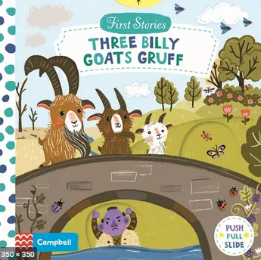 First Stories
THREE BILLY
GOATS GRUFF
PUSH
PULL
SLIDE
Campbell
350 × 350